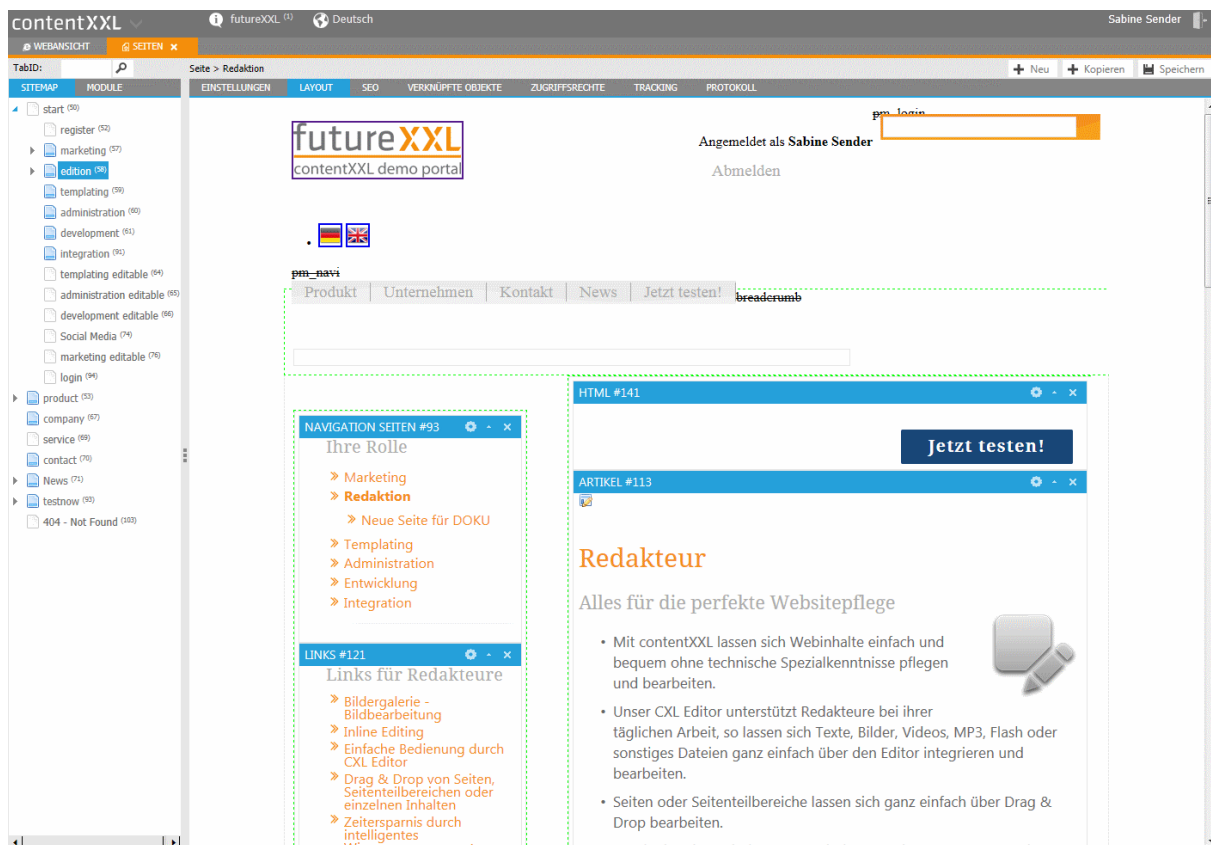 contentXXL
futureXXL (1) Deutsch
Sabine Sender
WEBANSICHT SEITEN
TabID:
Seite > Redaktion
Neu Kopieren Speichern
SITEMAP MODULE
EINSTELLUNGEN LAYOUT SEO VERKNÜPFTE OBJEKTE ZUGRIFFSRECHTE TRACKING PROTOKOLL
start (50)
register (52)
marketing (57)
edition (58)
templating (59)
administration (60)
development (61)
integration (91)
templating editable (64)
administration editable (65)
development editable (66)
Social Media (74)
marketing editable (76)
login (94)
product (53)
company (67)
service (69)
contact (70)
News (71)
testnow (93)
404 - Not Found (103)
futureXXL
contentXXL demo portal
pm_login
Angemeldet als Sabine Sender
Abmelden
pm_navi
Produkt Unternehmen Kontakt News Jetzt testen!
breadcrumb
NAVIGATION SEITEN #93
Ihre Rolle
Marketing
Redaktion
Neue Seite für DOKU
Templating
Administration
Entwicklung
Integration
LINKS #121
Links für Redakteure
Bildergalerie -
Bildbearbeitung
Inline Editing
Einfache Bedienung durch
CXL Editor
Drag & Drop von Seiten,
Seitenteilbereichen oder
einzelnen Inhalten
Zeitersparnis durch
intelligentes
HTML #141
Jetzt testen!
ARTIKEL #113
Redakteur
Alles für die perfekte Websitepflege
• Mit contentXXL lassen sich Webinhalte einfach und
bequem ohne technische Spezialkenntnisse pflegen
und bearbeiten.
• Unser CXL Editor unterstützt Redakteure bei ihrer
täglichen Arbeit, so lassen sich Texte, Bilder, Videos, MP3, Flash oder
sonstiges Dateien ganz einfach über den Editor integrieren und
bearbeiten.
• Seiten oder Seitenteilbereiche lassen sich ganz einfach über Drag &
Drop bearbeiten.